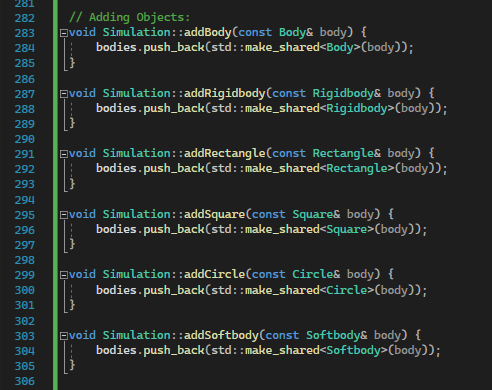 281
282 // Adding Objects:
283 void Simulation::addBody(const Body& body) {
284 bodies.push_back(std::make_shared<Body>(body));
285 }
286
287 void Simulation::addRigidbody(const Rigidbody& body) {
288 bodies.push_back(std::make_shared<Rigidbody>(body));
289 }
290
291 void Simulation::addRectangle(const Rectangle& body) {
292 bodies.push_back(std::make_shared<Rectangle>(body));
293 }
294
295 void Simulation::addSquare(const Square& body) {
296 bodies.push_back(std::make_shared<Square>(body));
297 }
298
299 void Simulation::addCircle(const Circle& body) {
300 bodies.push_back(std::make_shared<Circle>(body));
301 }
302
303 void Simulation::addSoftbody(const Softbody& body) {
304 bodies.push_back(std::make_shared<Softbody>(body));
305 }
306